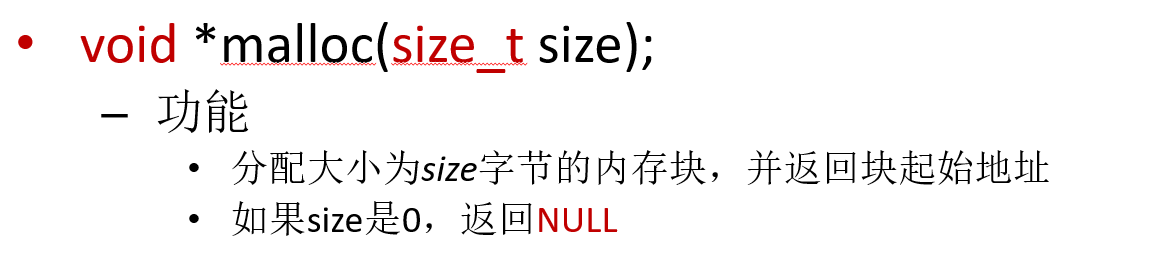 • void *malloc(size_t size);
– 功能
• 分配大小为size字节的内存块，并返回块起始地址
• 如果size是0，返回NULL